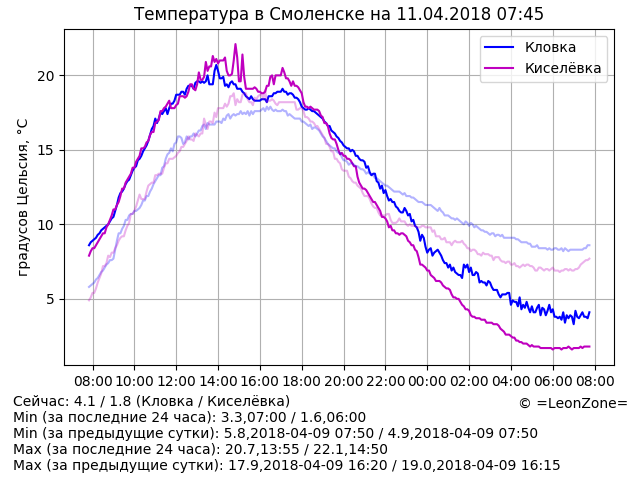 Температура в Смоленске на 11.04.2018 07:45
Кловка
Киселёвка
градусов Цельсия, °C
20
15
10
5
08:00 10:00 12:00 14:00 16:00 18:00 20:00 22:00 00:00 02:00 04:00 06:00 08:00
Сейчас: 4.1 / 1.8 (Кловка / Киселёвка)
© =LeonZone=
Min (за последние 24 часа): 3.3,07:00 / 1.6,06:00
Min (за предыдущие сутки): 5.8,2018-04-09 07:50 / 4.9,2018-04-09 07:50
Max (за последние 24 часа): 20.7,13:55 / 22.1,14:50
Max (за предыдущие сутки): 17.9,2018-04-09 16:20 / 19.0,2018-04-09 16:15